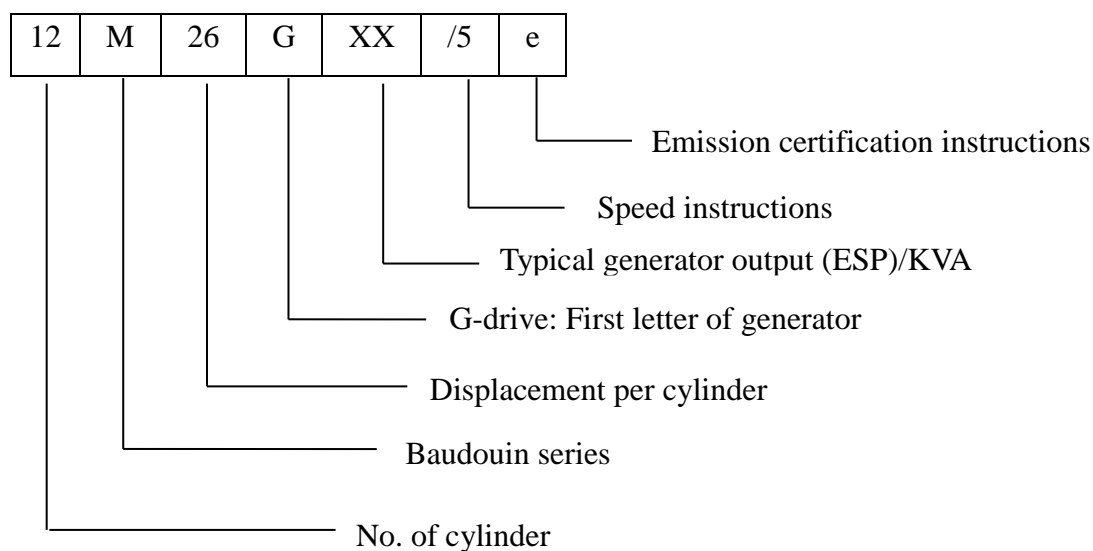 12 M 26 G XX /5 e
Emission certification instructions
Speed instructions
Typical generator output (ESP)/KVA
G-drive: First letter of generator
Displacement per cylinder
Baudouin series
No. of cylinder